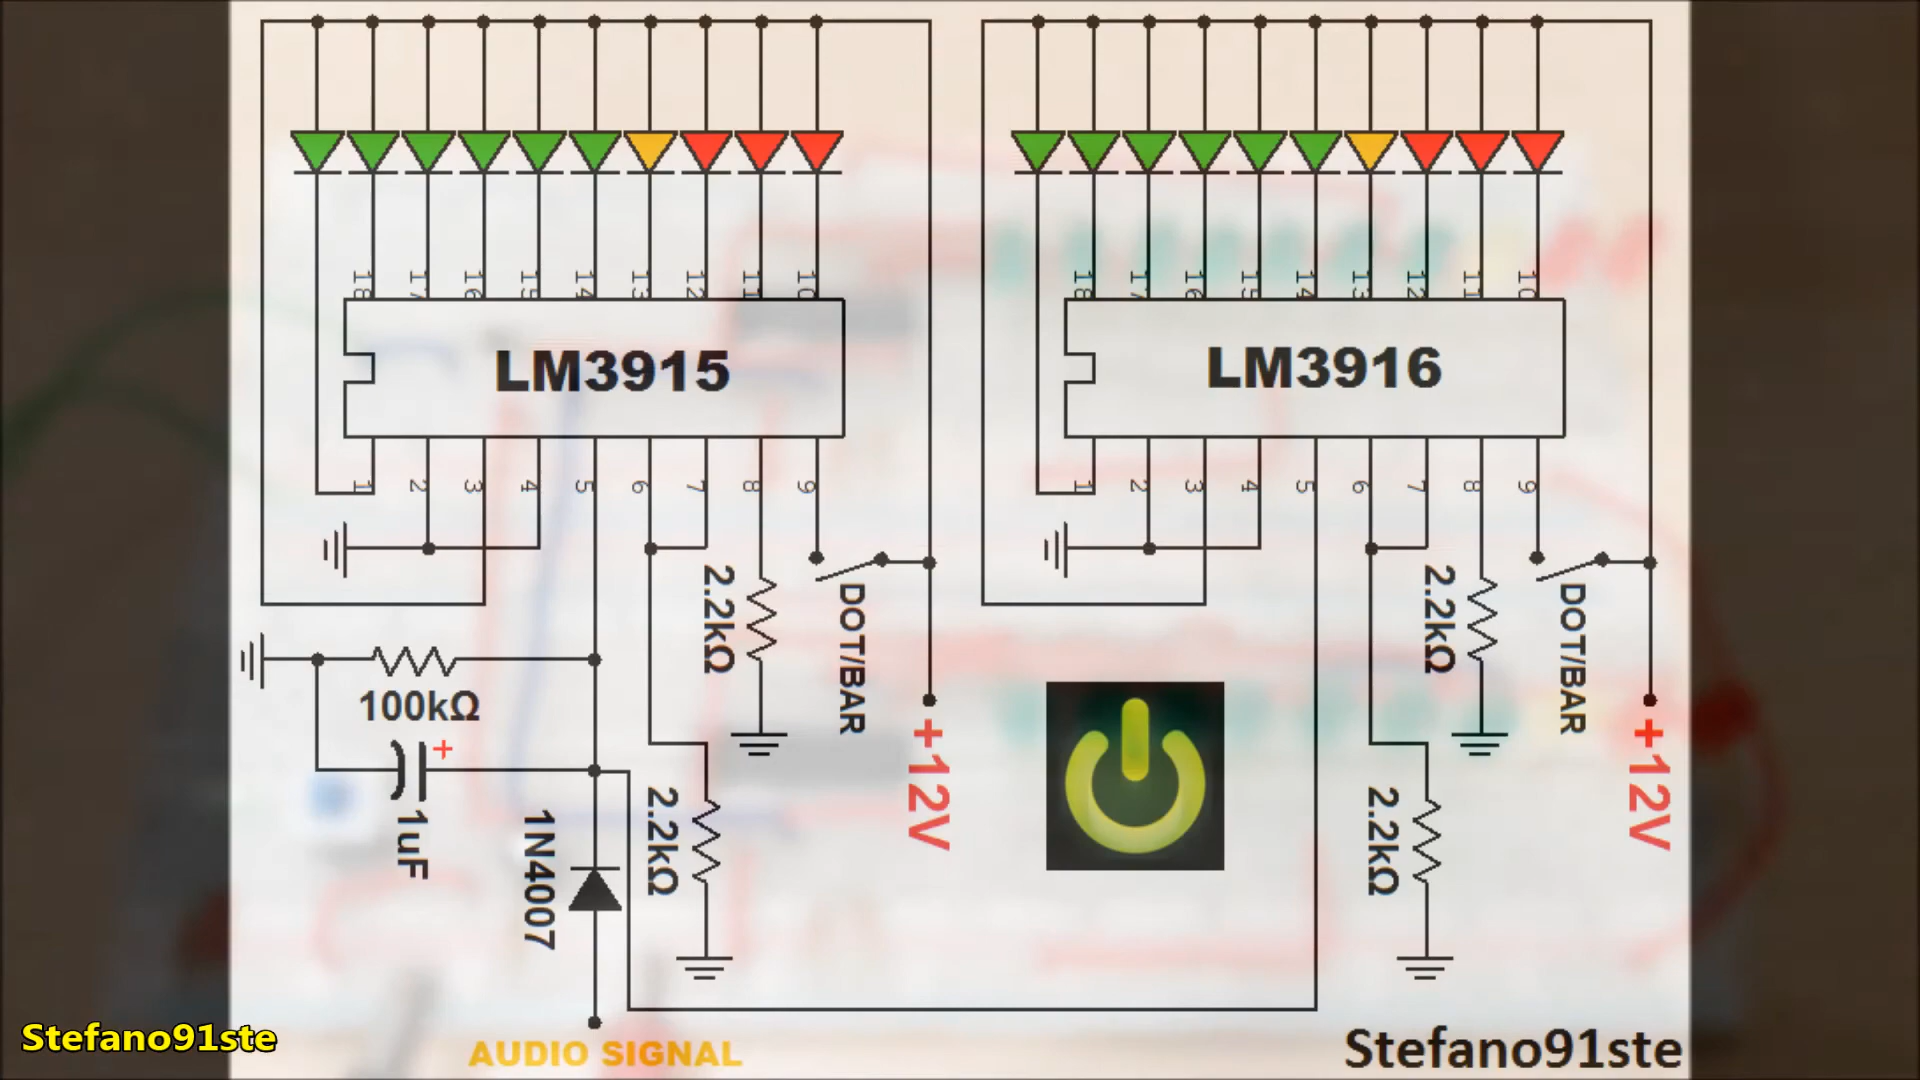 18 17 16 15 14 13 12 11 10
LM3915
1 2 3 4 5 6 7 8 9
2.2kΩ
DOT/BAR
+12V
100kΩ
+
1uF
1N4007
2.2kΩ
AUDIO SIGNAL
18 17 16 15 14 13 12 11 10
LM3916
1 2 3 4 5 6 7 8 9
2.2kΩ
DOT/BAR
+12V
2.2kΩ
Stefano91ste
Stefano91ste